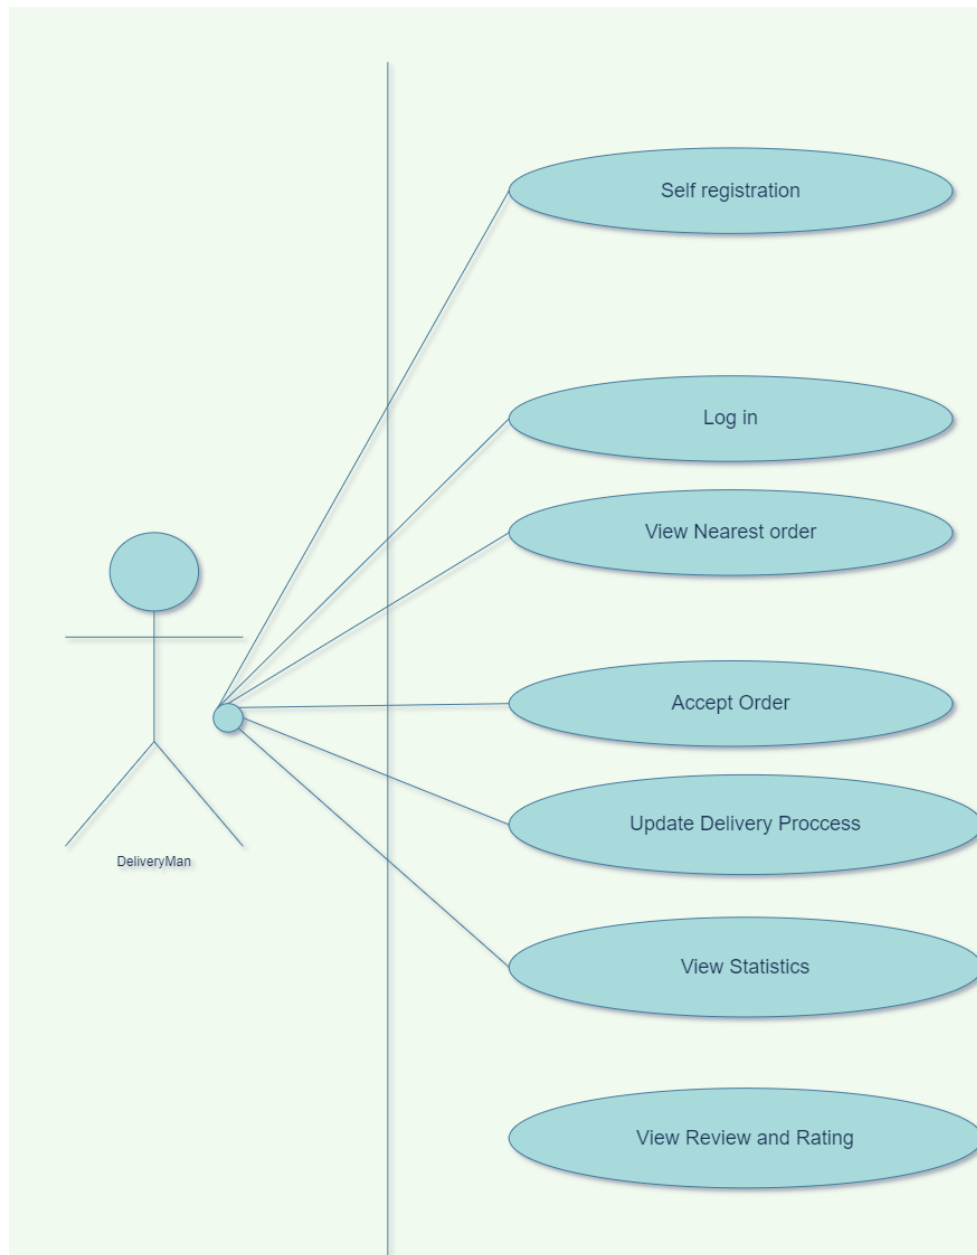 Self registration
Log in
View Nearest order
Accept Order
Update Delivery Proccess
DeliveryMan
View Statistics
View Review and Rating